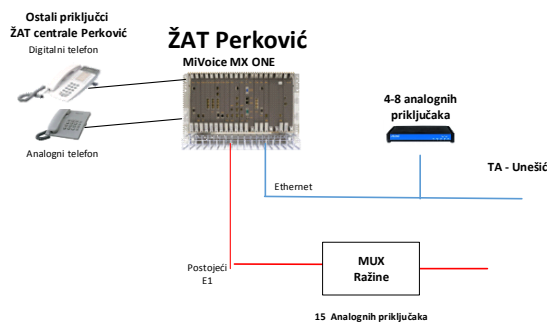 Ostali priključci
ŽAT centrale Perković
Digitalni telefon
Analogni telefon
ŽAT Perković
MiVoice MX ONE
4-8 analognih
priključaka
TA - Unešić
Ethernet
Postojeći
E1
MUX
Ražine
15 Analognih priključaka